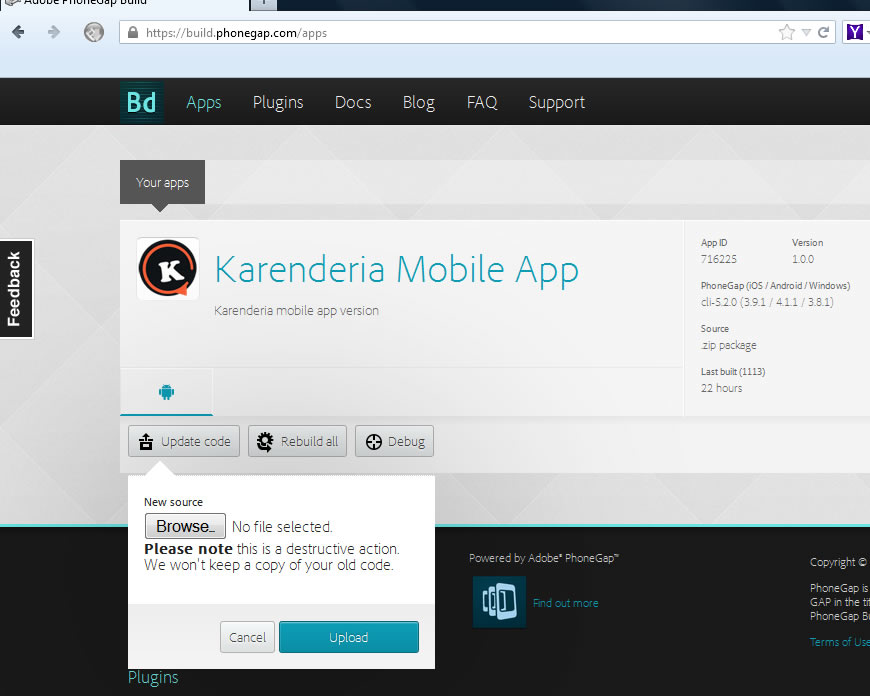 Adobe PhoneGap Build
https://build.phonegap.com/apps
Y
Bd Apps Plugins Docs Blog FAQ Support
Your apps
Feedback
K
Karenderia Mobile App
Karenderia mobile app version
App ID Version
716225 1.0.0
PhoneGap (iOS / Android / Windows)
cli-5.2.0 (3.9.1 / 4.1.1 / 3.8.1)
Source
.zip package
Last built (1113)
22 hours
Update code Rebuild all Debug
New source
Browse... No file selected.
Please note this is a destructive action.
We won't keep a copy of your old code.
Cancel Upload
Plugins
Powered by Adobe® PhoneGap™
Find out more
Copyright ©
PhoneGap is
GAP in the ti
PhoneGap Bu
Terms of Use